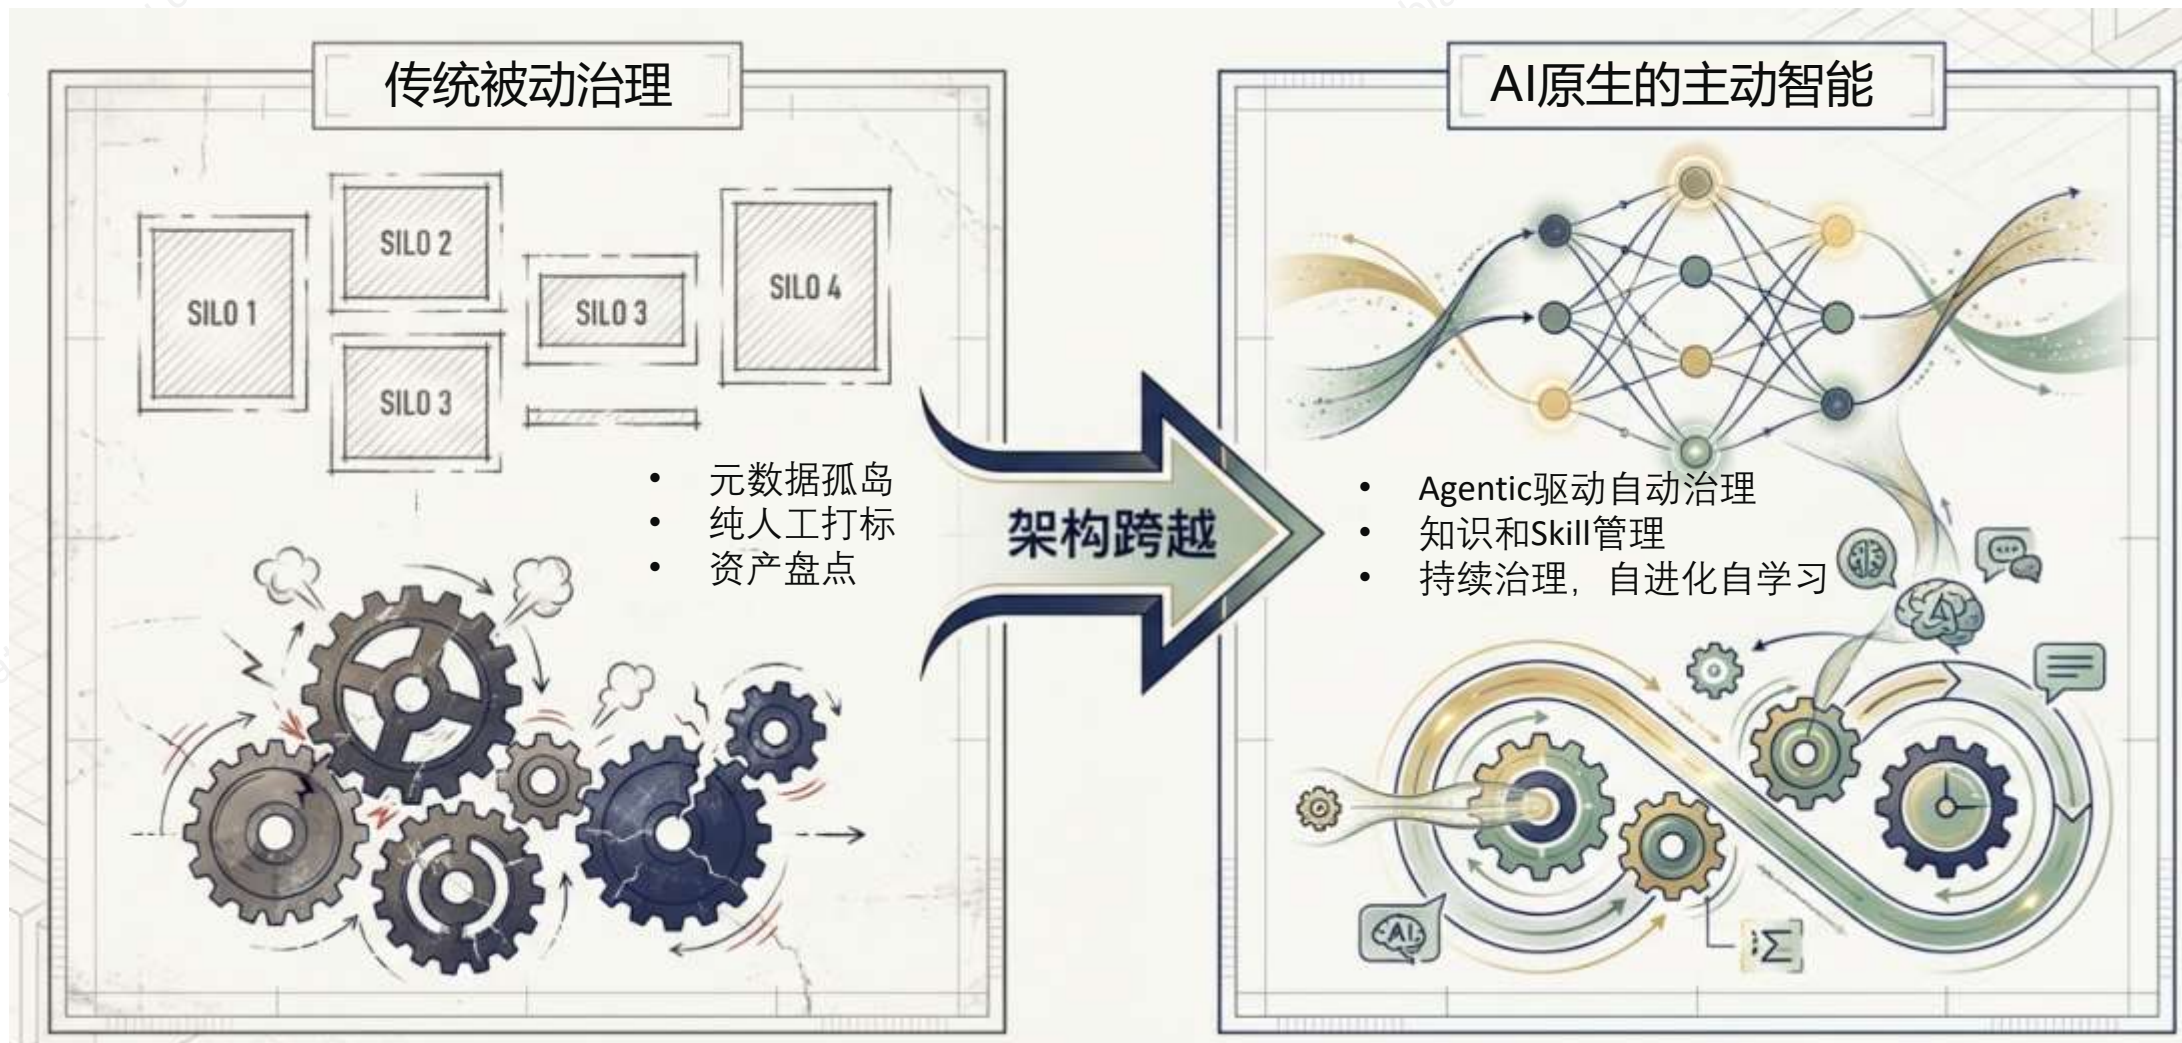 传统被动治理
SILO 1
SILO 2
SILO 3
SILO 3
SILO 4
• 元数据孤岛
• 纯人工打标
• 资产盘点
架构跨越
AI原生的主动智能
• Agentic驱动自动治理
• 知识和Skill管理
• 持续治理，自进化自学习
AI
Σ